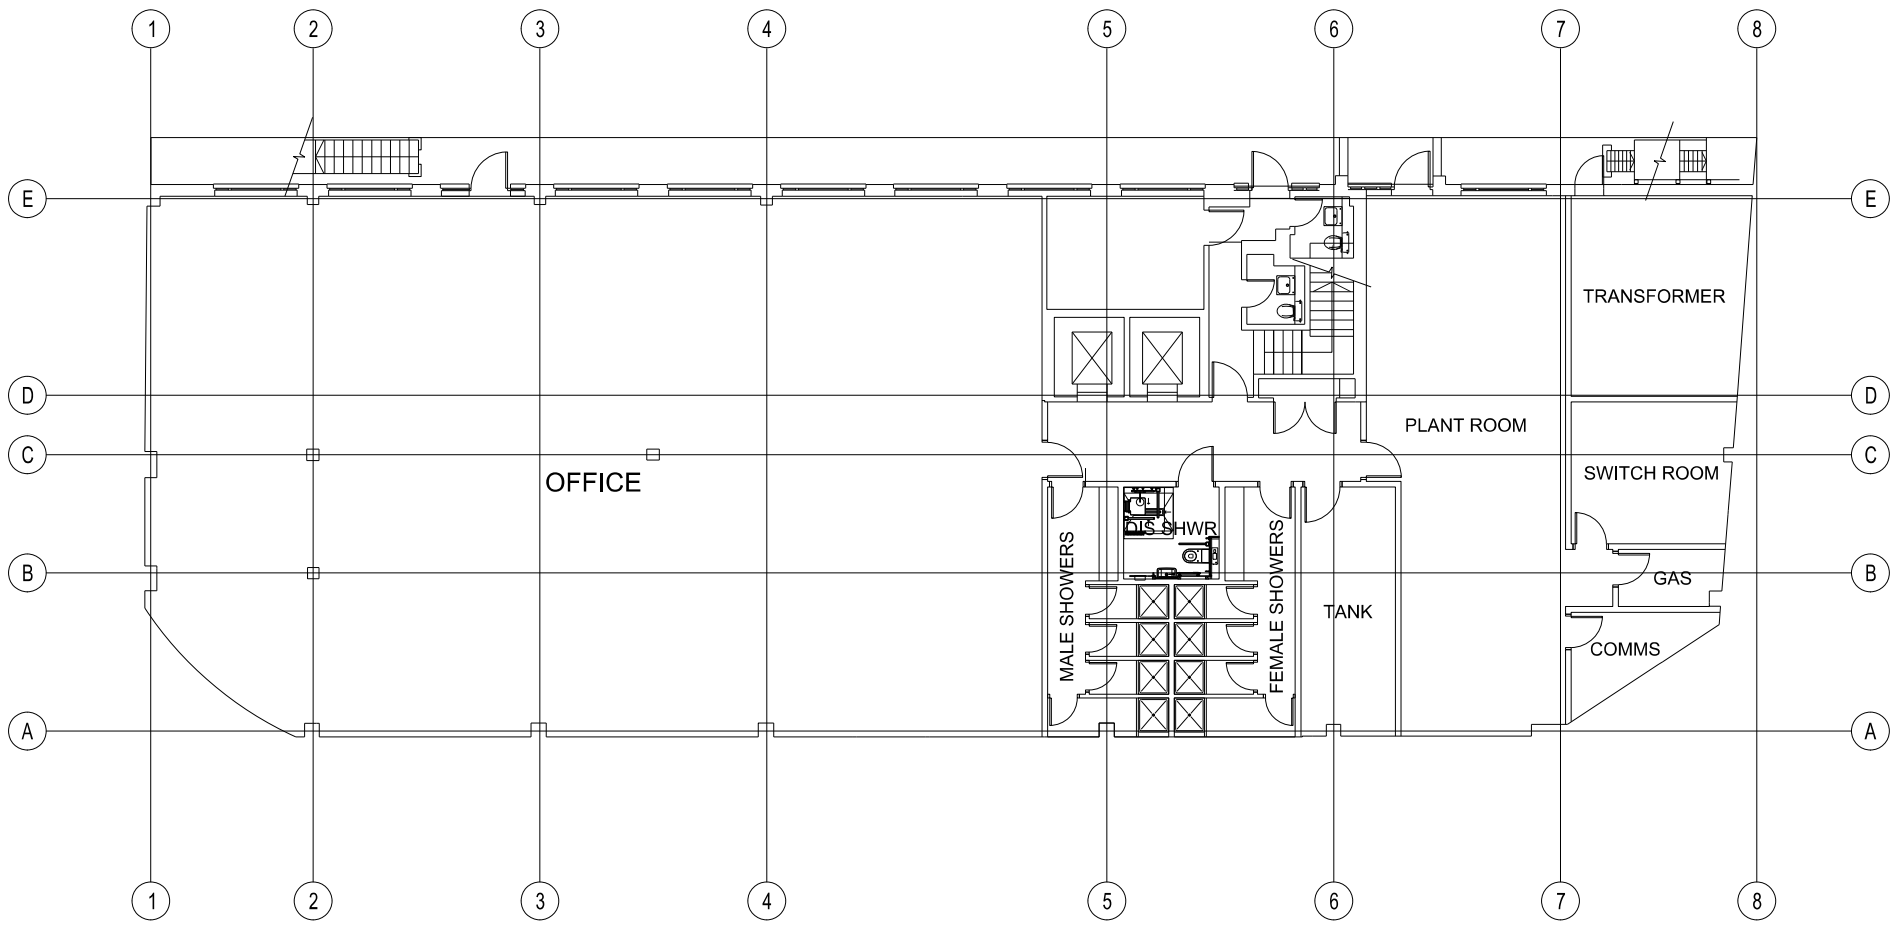 1 2 3 4 5 6 7 8
E E
TRANSFORMER
D D
PLANT ROOM
C C
SWITCH ROOM
OFFICE
DIS SHWR
MALE SHOWERS
FEMALE SHOWERS
B B
GAS
TANK
COMMS
A A
1 2 3 4 5 6 7 8